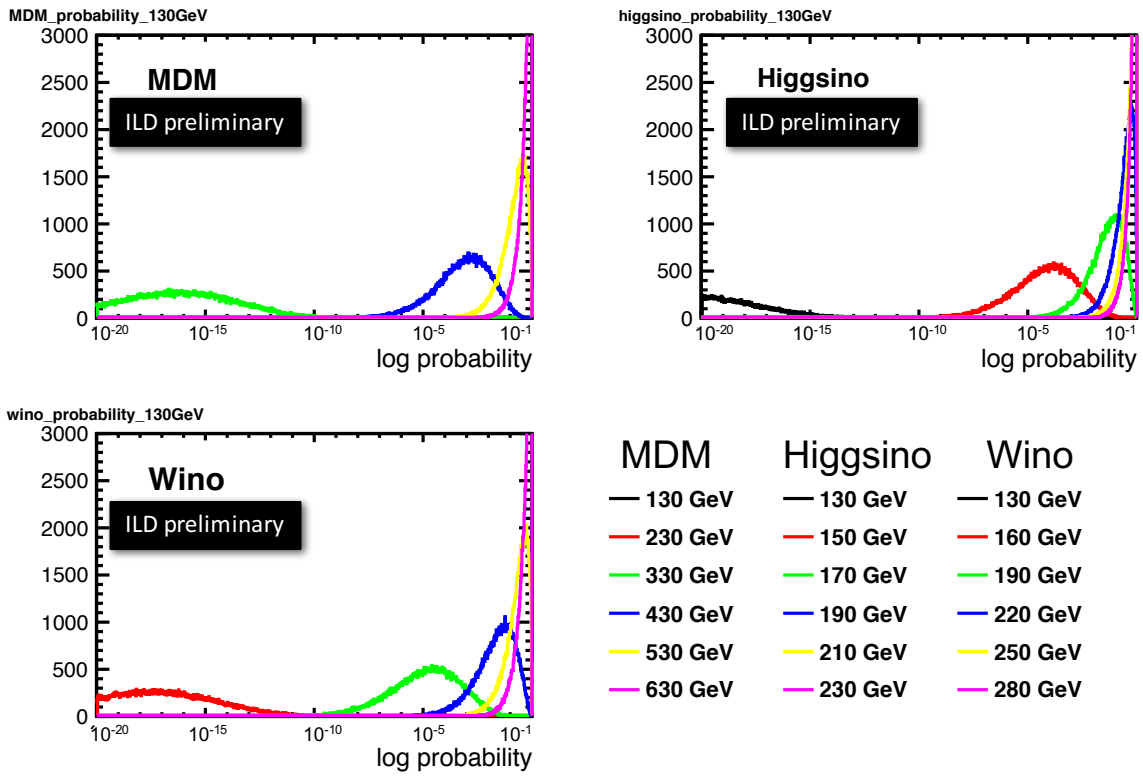 MDM_probability_130GeV
3000
2500
2000
1500
1000
500
0
MDM
ILD preliminary
10^-20 10^-15 10^-10 10^-5 10^-1
log probability
higgsino_probability_130GeV
3000
2500
2000
1500
1000
500
0
Higgsino
ILD preliminary
10^-20 10^-15 10^-10 10^-5 10^-1
log probability
wino_probability_130GeV
3000
2500
2000
1500
1000
500
0
Wino
ILD preliminary
10^-20 10^-15 10^-10 10^-5 10^-1
log probability
MDM Higgsino Wino
130 GeV 130 GeV 130 GeV
230 GeV 150 GeV 160 GeV
330 GeV 170 GeV 190 GeV
430 GeV 190 GeV 220 GeV
530 GeV 210 GeV 250 GeV
630 GeV 230 GeV 280 GeV